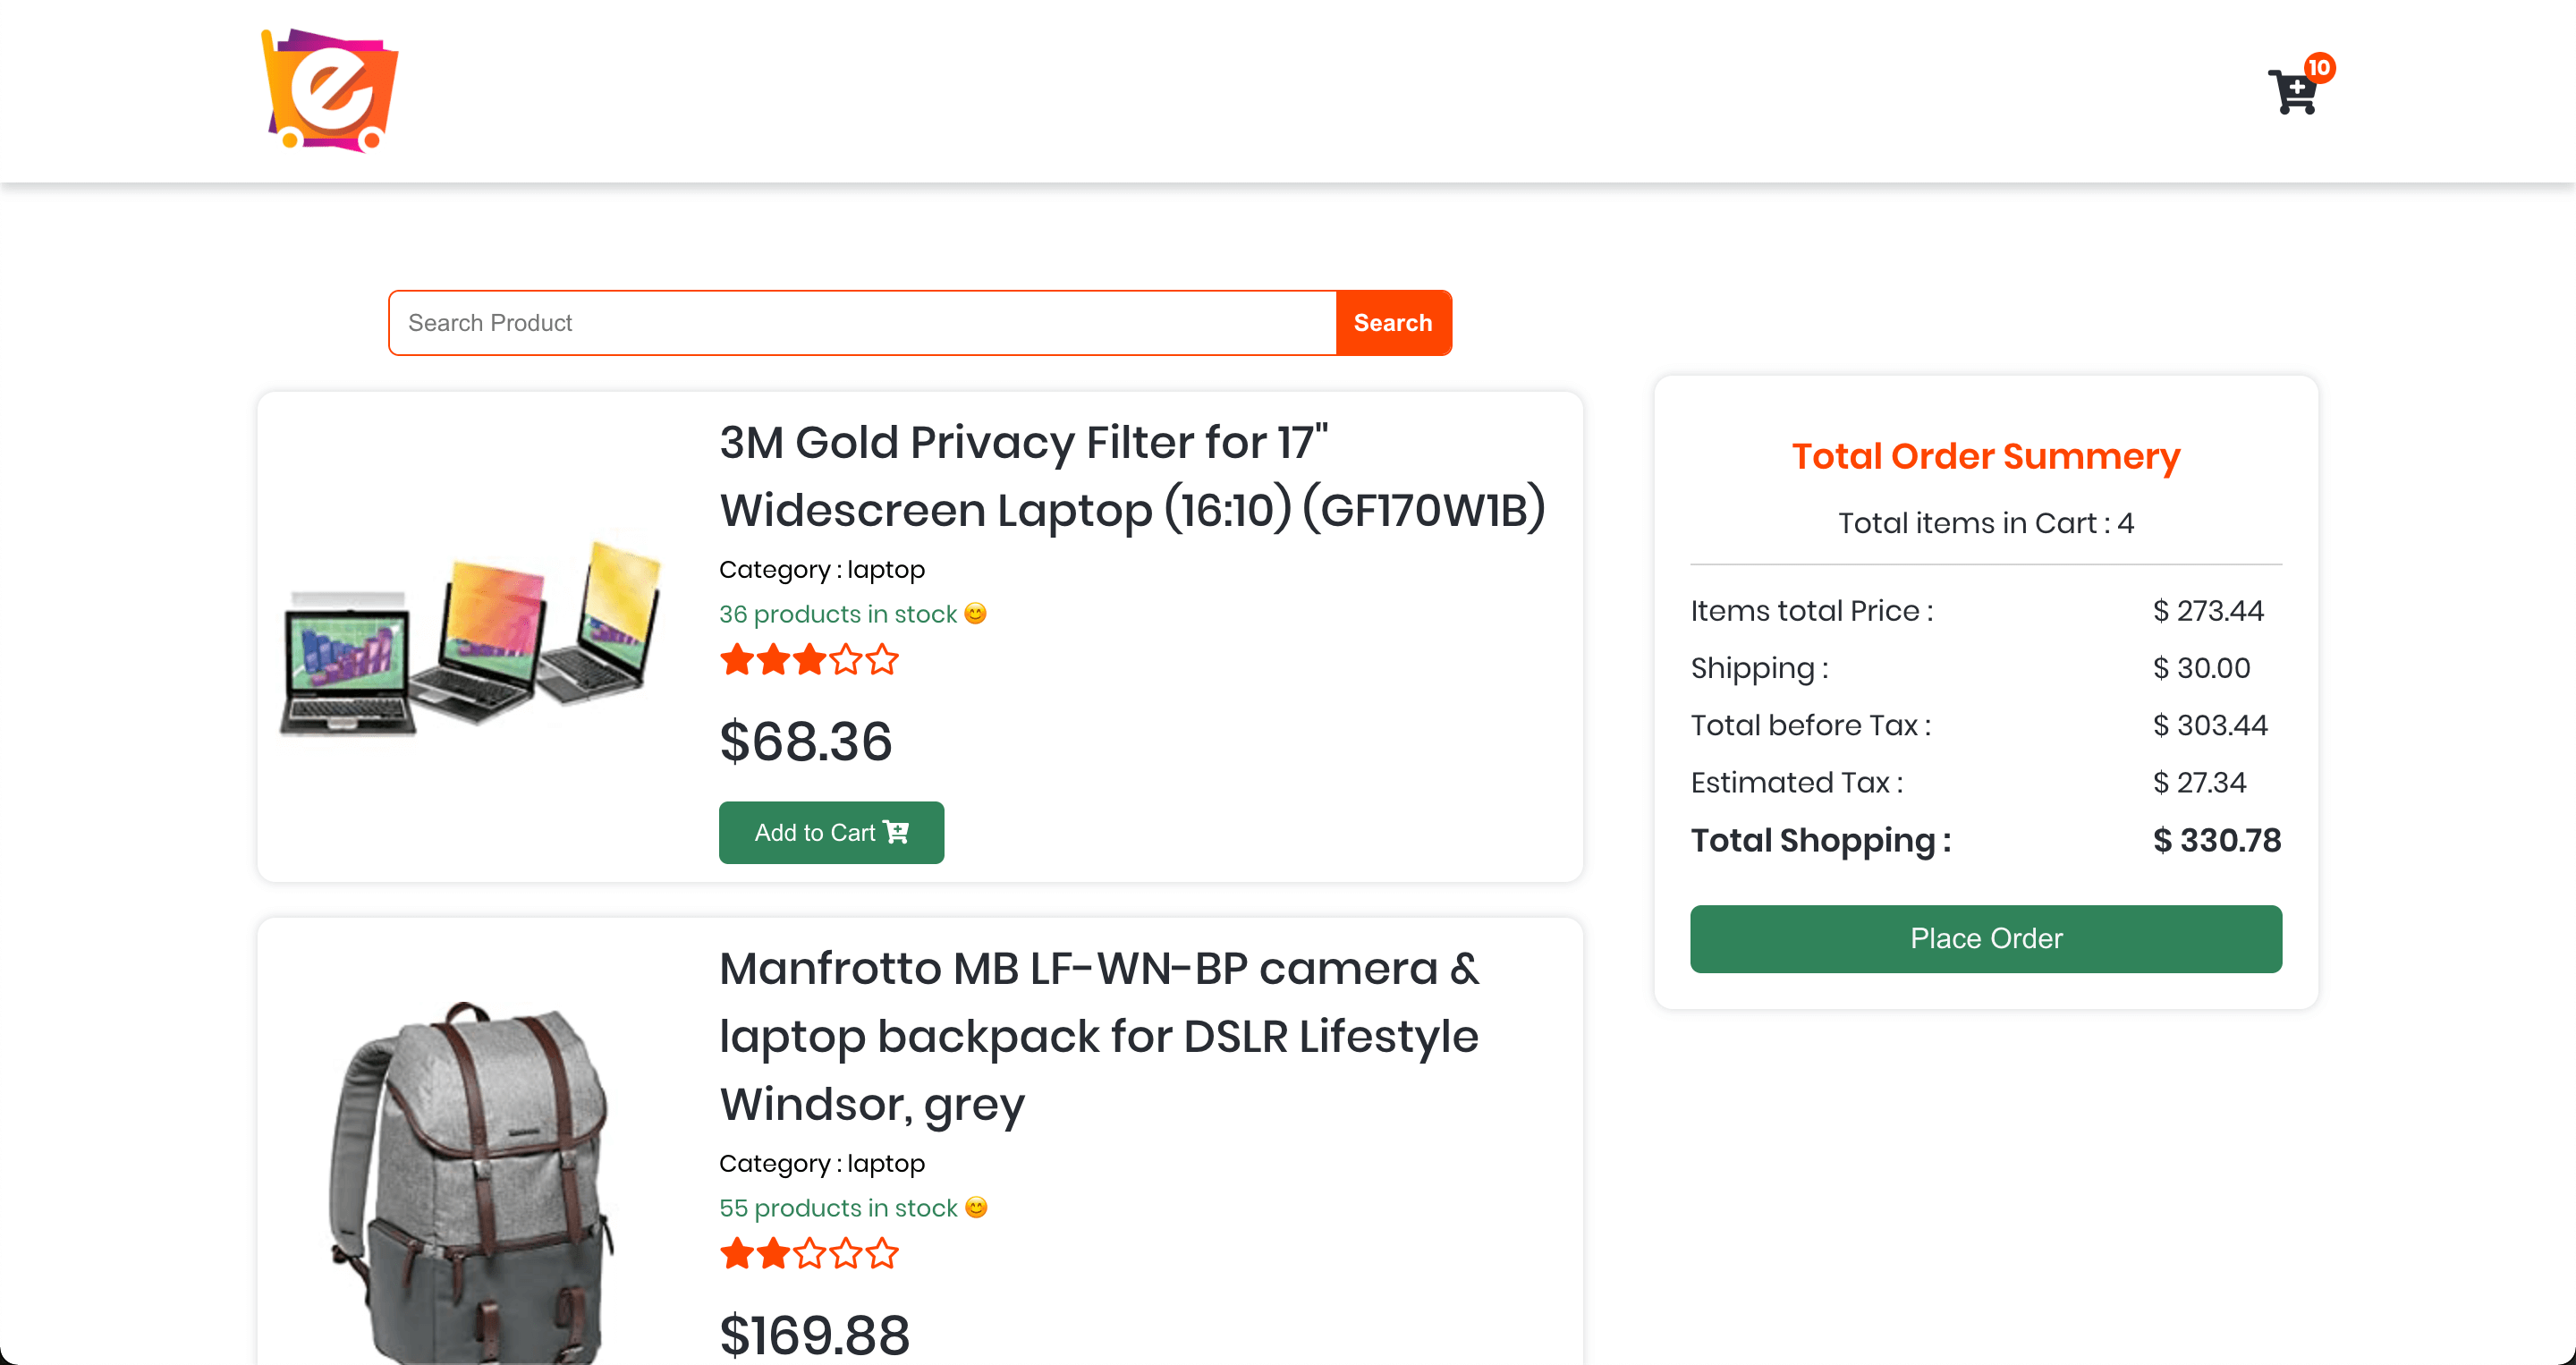 e
10
Search Product
Search
3M Gold Privacy Filter for 17"
Widescreen Laptop (16:10) (GF170W1B)
Category : laptop
36 products in stock 😊
$68.36
Add to Cart
Manfrotto MB LF-WN-BP camera &
laptop backpack for DSLR Lifestyle
Windsor, grey
Category : laptop
55 products in stock 😊
$169.88
Total Order Summery
Total items in Cart : 4
Items total Price : $ 273.44
Shipping : $ 30.00
Total before Tax : $ 303.44
Estimated Tax : $ 27.34
Total Shopping : $ 330.78
Place Order